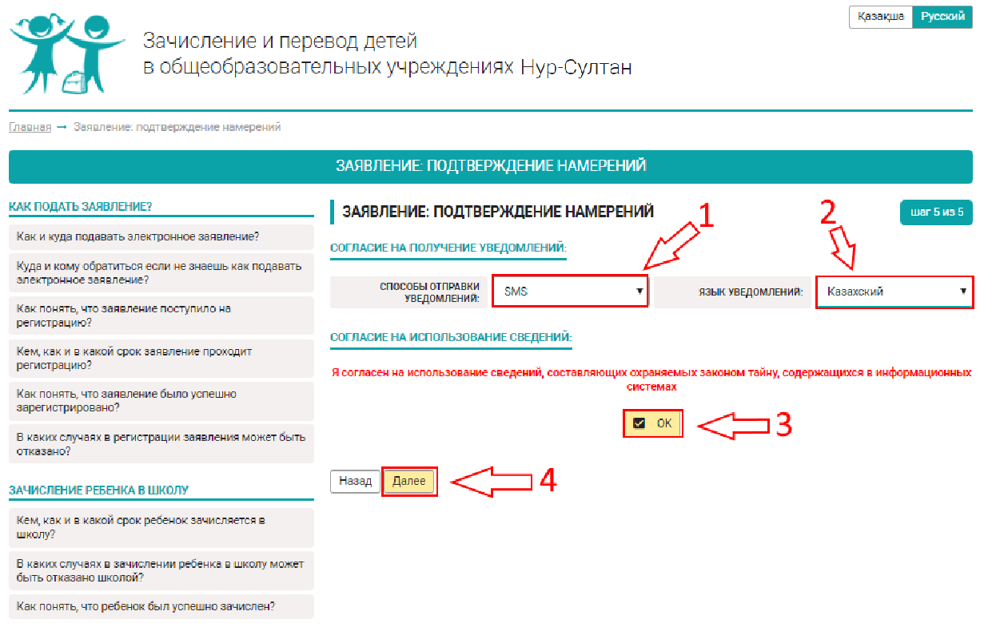 Қазақша Русский
Зачисление и перевод детей
в общеобразовательных учреждениях Нур-Султан
Главная → Заявление: подтверждение намерений
ЗАЯВЛЕНИЕ: ПОДТВЕРЖДЕНИЕ НАМЕРЕНИЙ
КАК ПОДАТЬ ЗАЯВЛЕНИЕ?
Как и куда подавать электронное заявление?
Куда и кому обратиться если не знаешь как подавать
электронное заявление?
Как понять, что заявление поступило на
регистрацию?
Кем, как и в какой срок заявление проходит
регистрацию?
Как понять, что заявление было успешно
зарегистрировано?
В каких случаях в регистрации заявления может быть
отказано?
ЗАЧИСЛЕНИЕ РЕБЕНКА В ШКОЛУ
Кем, как и в какой срок ребенок зачисляется в
школу?
В каких случаях в зачислении ребенка в школу может
быть отказано школой?
Как понять, что ребенок был успешно зачислен?
ЗАЯВЛЕНИЕ: ПОДТВЕРЖДЕНИЕ НАМЕРЕНИЙ
1
2
шаг 5 из 5
СОГЛАСИЕ НА ПОЛУЧЕНИЕ УВЕДОМЛЕНИЙ:
СПОСОБЫ ОТПРАВКИ
УВЕДОМЛЕНИЙ:
SMS
ЯЗЫК УВЕДОМЛЕНИЙ:
Казахский
СОГЛАСИЕ НА ИСПОЛЬЗОВАНИЕ СВЕДЕНИЙ:
Я согласен на использование сведений, составляющих охраняемых законом тайну, содержащихся в информационных
системах
OK
3
Назад Далее
4